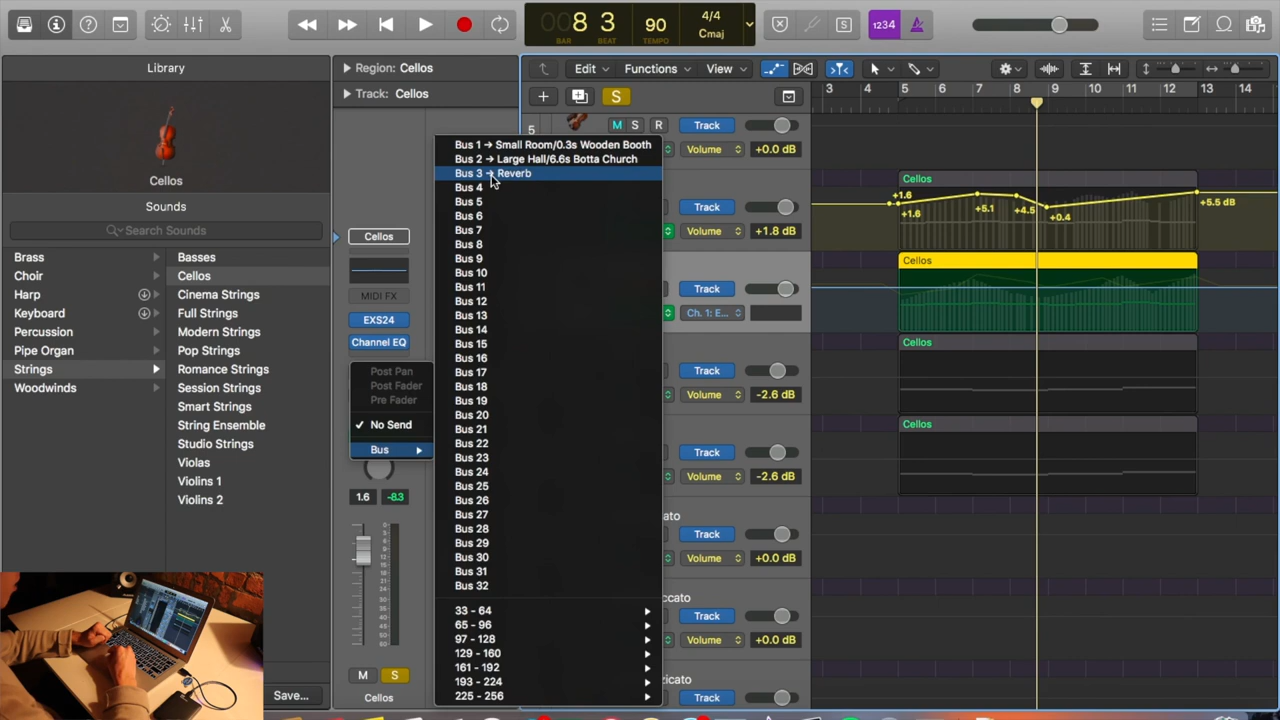 1234
8 3
BAR BEAT
90
TEMPO
4/4
Cmaj
Library
Region: Cellos
Track: Cellos
Edit
Functions
View
S
3 4 5 6 7 8 9 10 11 12 13 14
Cellos
Sounds
Search Sounds
Brass
Choir
Harp
Keyboard
Percussion
Pipe Organ
Strings
Woodwinds
Basses
Cellos
Cinema Strings
Full Strings
Modern Strings
Pop Strings
Romance Strings
Session Strings
Smart Strings
String Ensemble
Studio Strings
Violas
Violins 1
Violins 2
Save...
Cellos
MIDI FX
EXS24
Channel EQ
Post Pan
Post Fader
Pre Fader
✓ No Send
Bus
1.6 -8.3
M S
Cellos
Bus 1 → Small Room/0.3s Wooden Booth
Bus 2 → Large Hall/6.6s Botta Church
Bus 3 → Reverb
Bus 4
Bus 5
Bus 6
Bus 7
Bus 8
Bus 9
Bus 10
Bus 11
Bus 12
Bus 13
Bus 14
Bus 15
Bus 16
Bus 17
Bus 18
Bus 19
Bus 20
Bus 21
Bus 22
Bus 23
Bus 24
Bus 25
Bus 26
Bus 27
Bus 28
Bus 29
Bus 30
Bus 31
Bus 32
33 - 64
65 - 96
97 - 128
129 - 160
161 - 192
193 - 224
225 - 256
5
M S R
Track
Volume +0.0 dB
Track
Volume +1.8 dB
Track
Ch. 1: E...
Track
Volume -2.6 dB
Track
Volume -2.6 dB
ato
Track
Volume +0.0 dB
ccato
Track
Volume +0.0 dB
zicato
Track
Cellos
+1.6
+1.6
+5.1
+4.5
+0.4
+5.5 dB
Cellos
Cellos
Cellos